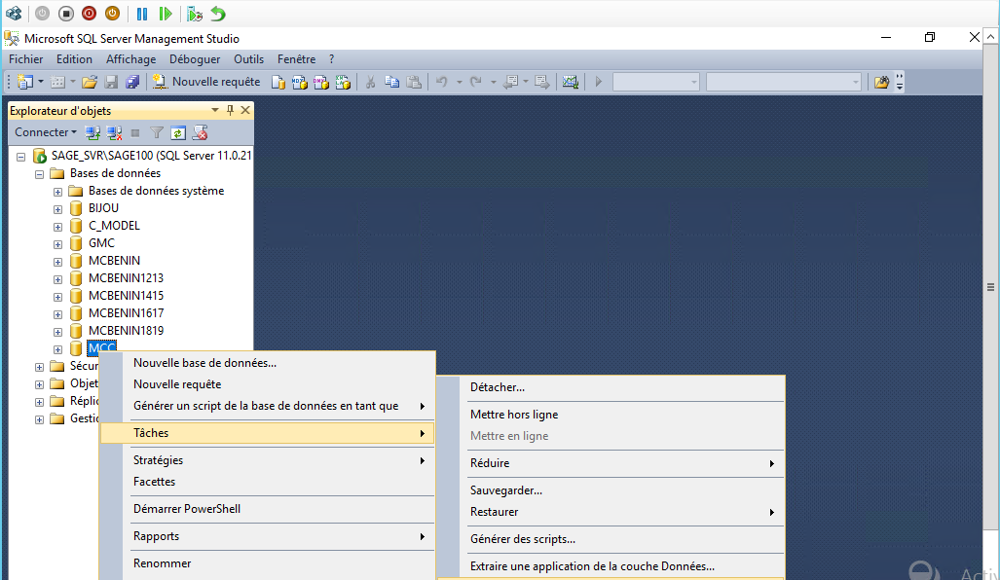 Microsoft SQL Server Management Studio
Fichier Edition Affichage Déboguer Outils Fenêtre ?
Nouvelle requête
Explorateur d'objets
Connecter
SAGE_SVR\SAGE100 (SQL Server 11.0.21
Bases de données
Bases de données système
BIJOU
C_MODEL
GMC
MCBENIN
MCBENIN1213
MCBENIN1415
MCBENIN1617
MCBENIN1819
MCC
Sécur
Objet
Réplic
Gestic
Nouvelle base de données...
Nouvelle requête
Générer un script de la base de données en tant que
Tâches
Stratégies
Facettes
Démarrer PowerShell
Rapports
Renommer
Détacher...
Mettre hors ligne
Mettre en ligne
Réduire
Sauvegarder...
Restaurer
Générer des scripts...
Extraire une application de la couche Données...
Activ